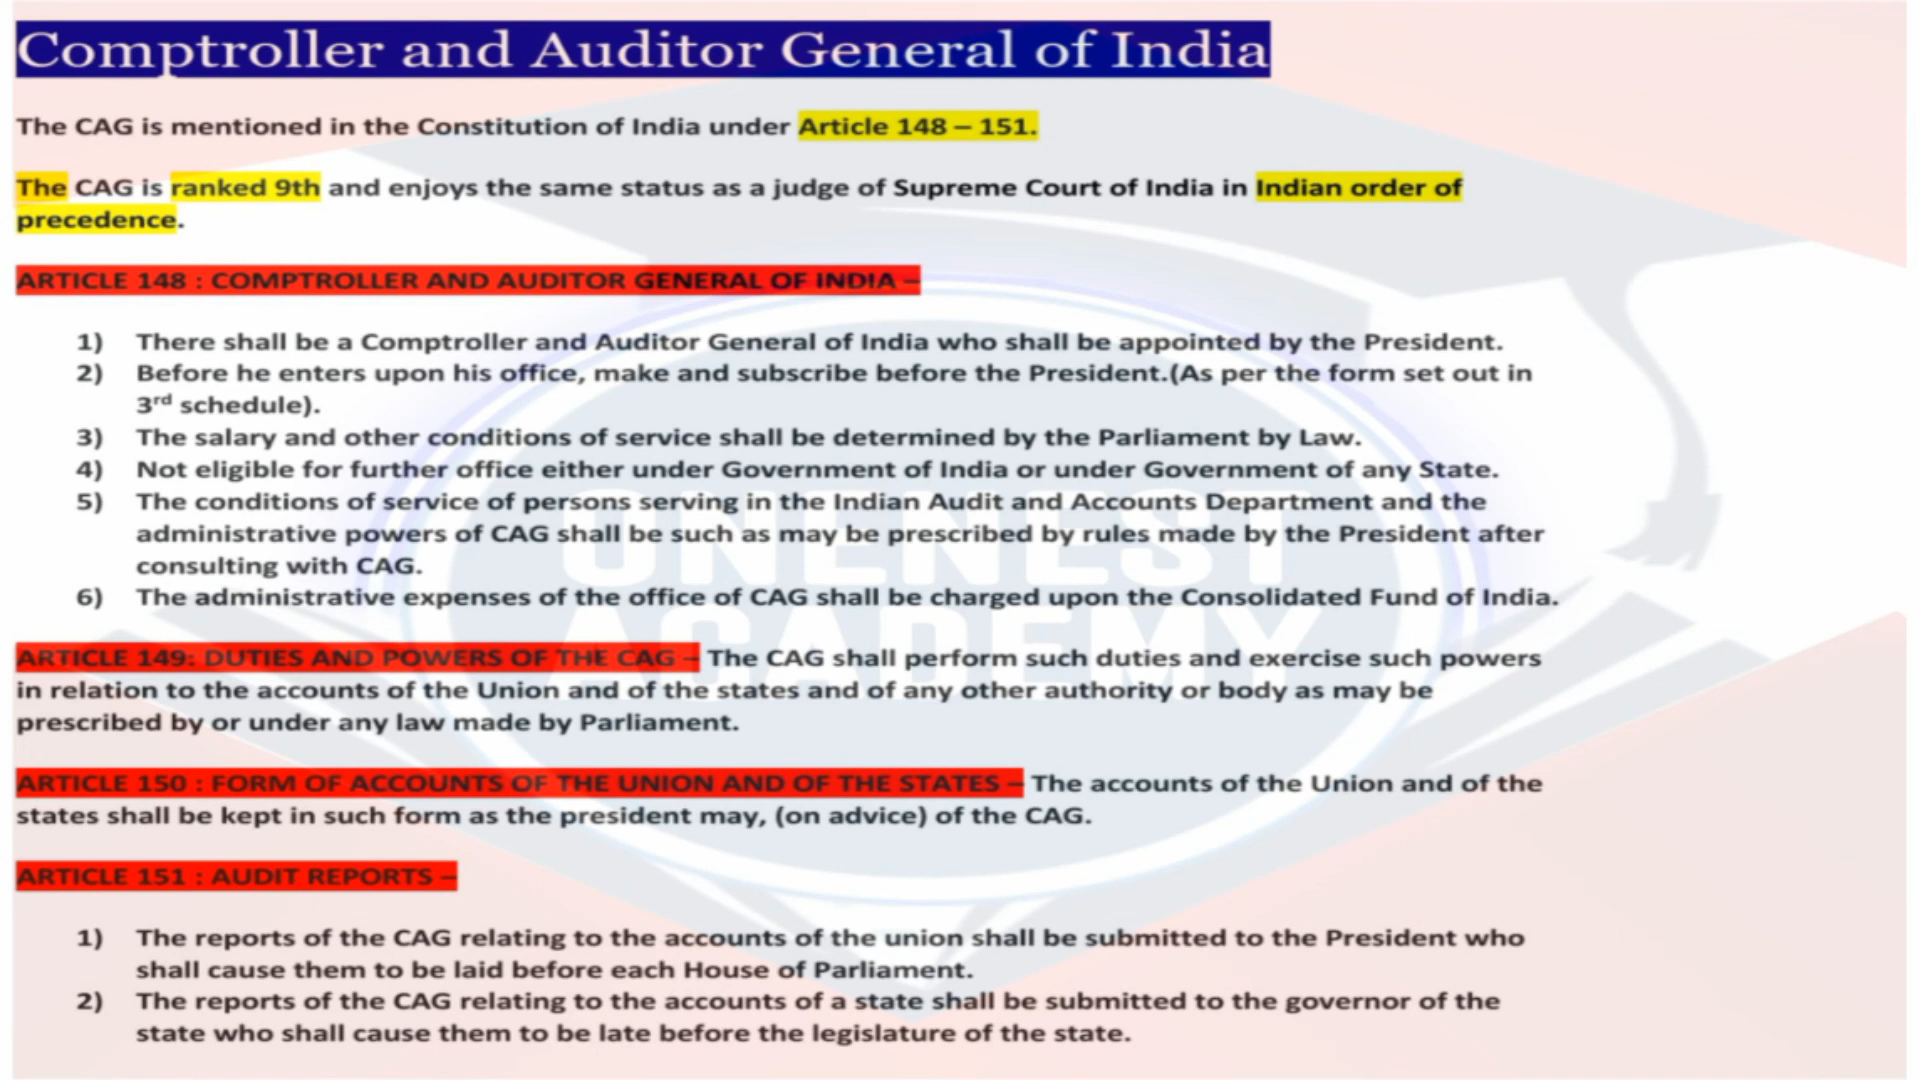 Comptroller and Auditor General of India
The CAG is mentioned in the Constitution of India under Article 148 – 151.
The CAG is ranked 9th and enjoys the same status as a judge of Supreme Court of India in Indian order of
precedence.
ARTICLE 148 : COMPTROLLER AND AUDITOR GENERAL OF INDIA –
1) There shall be a Comptroller and Auditor General of India who shall be appointed by the President.
2) Before he enters upon his office, make and subscribe before the President.(As per the form set out in
3rd schedule).
3) The salary and other conditions of service shall be determined by the Parliament by Law.
4) Not eligible for further office either under Government of India or under Government of any State.
5) The conditions of service of persons serving in the Indian Audit and Accounts Department and the
administrative powers of CAG shall be such as may be prescribed by rules made by the President after
consulting with CAG.
6) The administrative expenses of the office of CAG shall be charged upon the Consolidated Fund of India.
ONENEST
ACADEMY
ARTICLE 149: DUTIES AND POWERS OF THE CAG – The CAG shall perform such duties and exercise such powers
in relation to the accounts of the Union and of the states and of any other authority or body as may be
prescribed by or under any law made by Parliament.
ARTICLE 150 : FORM OF ACCOUNTS OF THE UNION AND OF THE STATES – The accounts of the Union and of the
states shall be kept in such form as the president may, (on advice) of the CAG.
ARTICLE 151 : AUDIT REPORTS –
1) The reports of the CAG relating to the accounts of the union shall be submitted to the President who
shall cause them to be laid before each House of Parliament.
2) The reports of the CAG relating to the accounts of a state shall be submitted to the governor of the
state who shall cause them to be late before the legislature of the state.